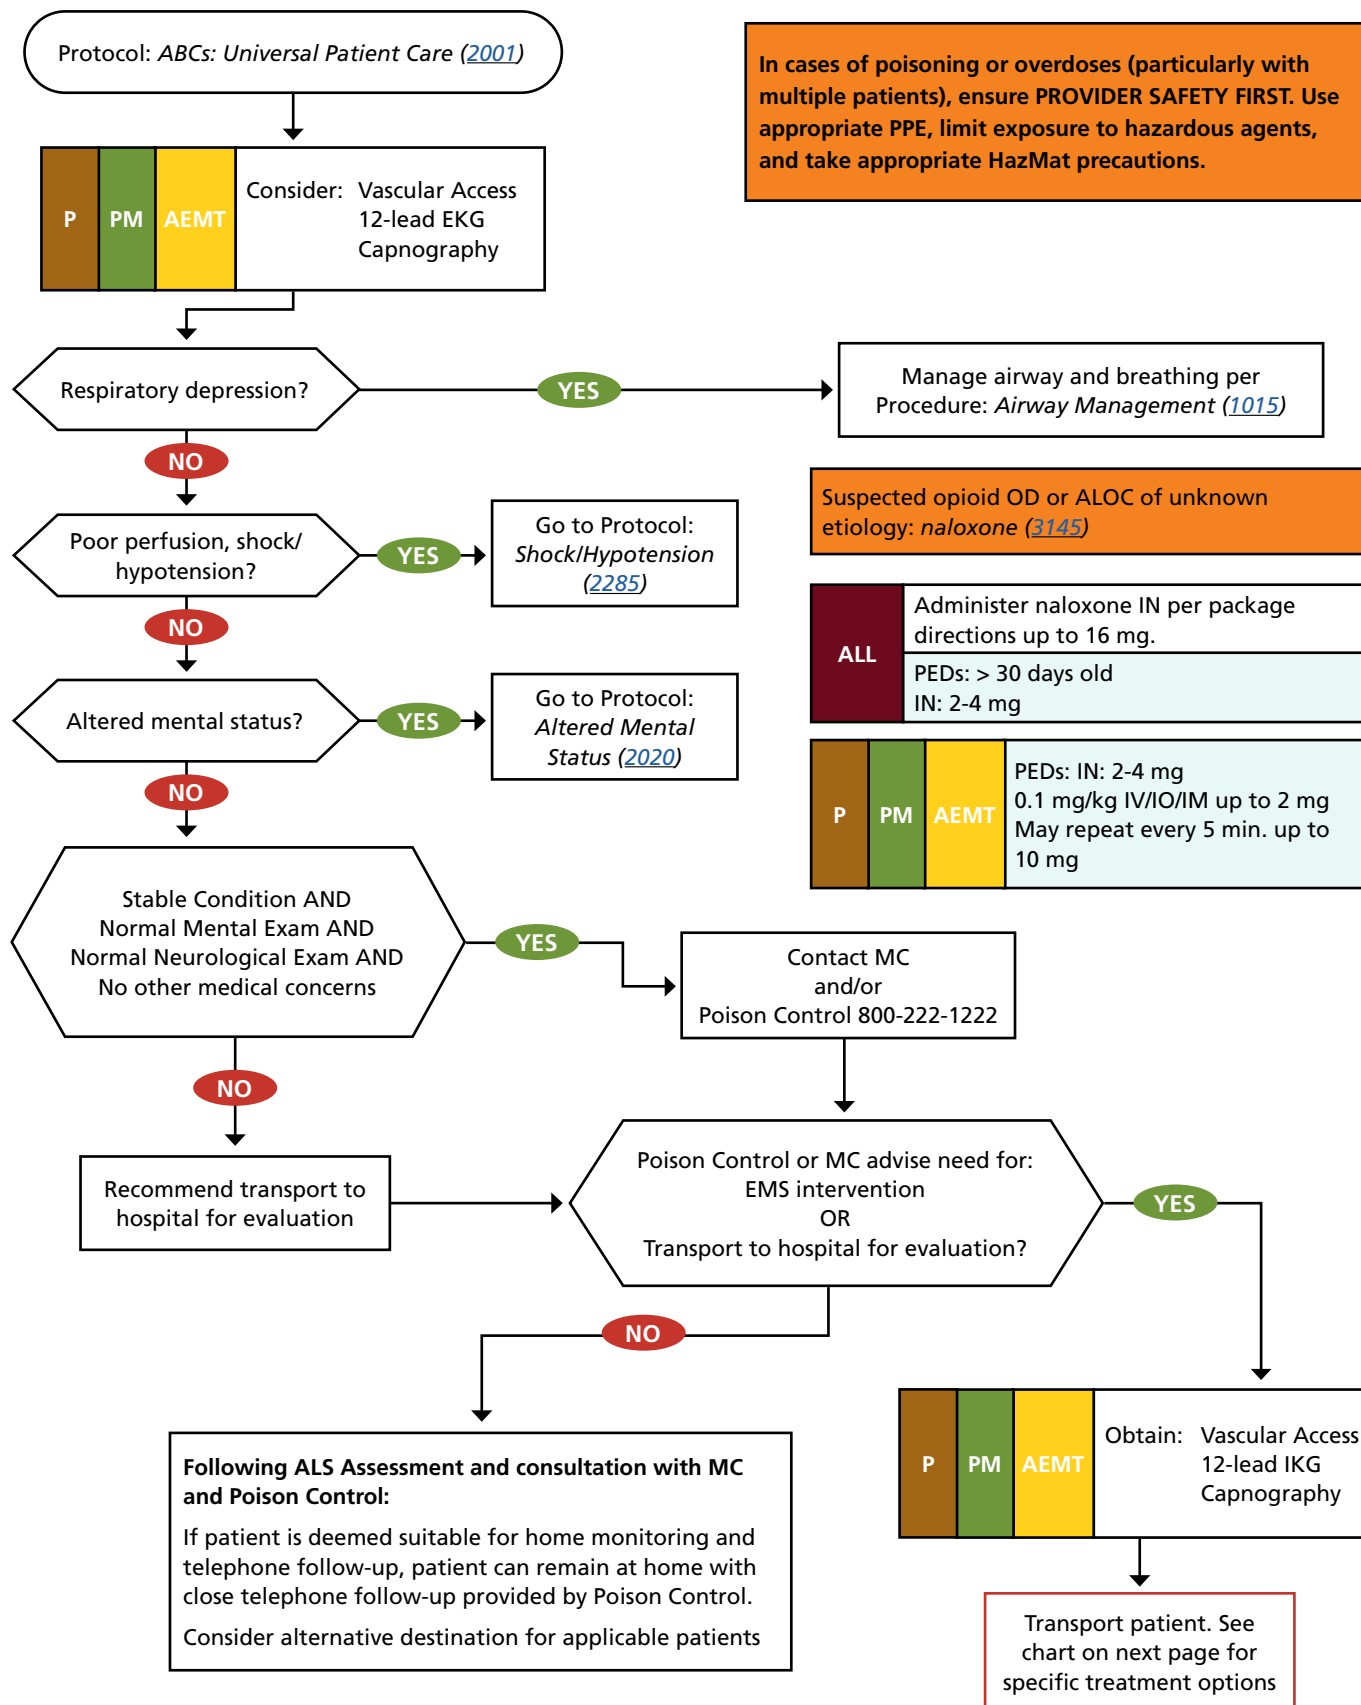 Protocol: ABCs: Universal Patient Care (2001)
In cases of poisoning or overdoses (particularly with
multiple patients), ensure PROVIDER SAFETY FIRST. Use
appropriate PPE, limit exposure to hazardous agents,
and take appropriate HazMat precautions.
P PM AEMT
Consider: Vascular Access
12-lead EKG
Capnography
Respiratory depression?
YES
Manage airway and breathing per
Procedure: Airway Management (1015)
NO
Suspected opioid OD or ALOC of unknown
etiology: naloxone (3145)
Poor perfusion, shock/
hypotension?
YES
Go to Protocol:
Shock/Hypotension
(2285)
NO
ALL
Administer naloxone IN per package
directions up to 16 mg.
PEDs: > 30 days old
IN: 2-4 mg
Altered mental status?
YES
Go to Protocol:
Altered Mental
Status (2020)
NO
P PM AEMT
PEDs: IN: 2-4 mg
0.1 mg/kg IV/IO/IM up to 2 mg
May repeat every 5 min. up to
10 mg
Stable Condition AND
Normal Mental Exam AND
Normal Neurological Exam AND
No other medical concerns
YES
Contact MC
and/or
Poison Control 800-222-1222
NO
Recommend transport to
hospital for evaluation
Poison Control or MC advise need for:
EMS intervention
OR
Transport to hospital for evaluation?
YES
NO
Following ALS Assessment and consultation with MC
and Poison Control:
If patient is deemed suitable for home monitoring and
telephone follow-up, patient can remain at home with
close telephone follow-up provided by Poison Control.
Consider alternative destination for applicable patients
P PM AEMT
Obtain: Vascular Access
12-lead IKG
Capnography
Transport patient. See
chart on next page for
specific treatment options